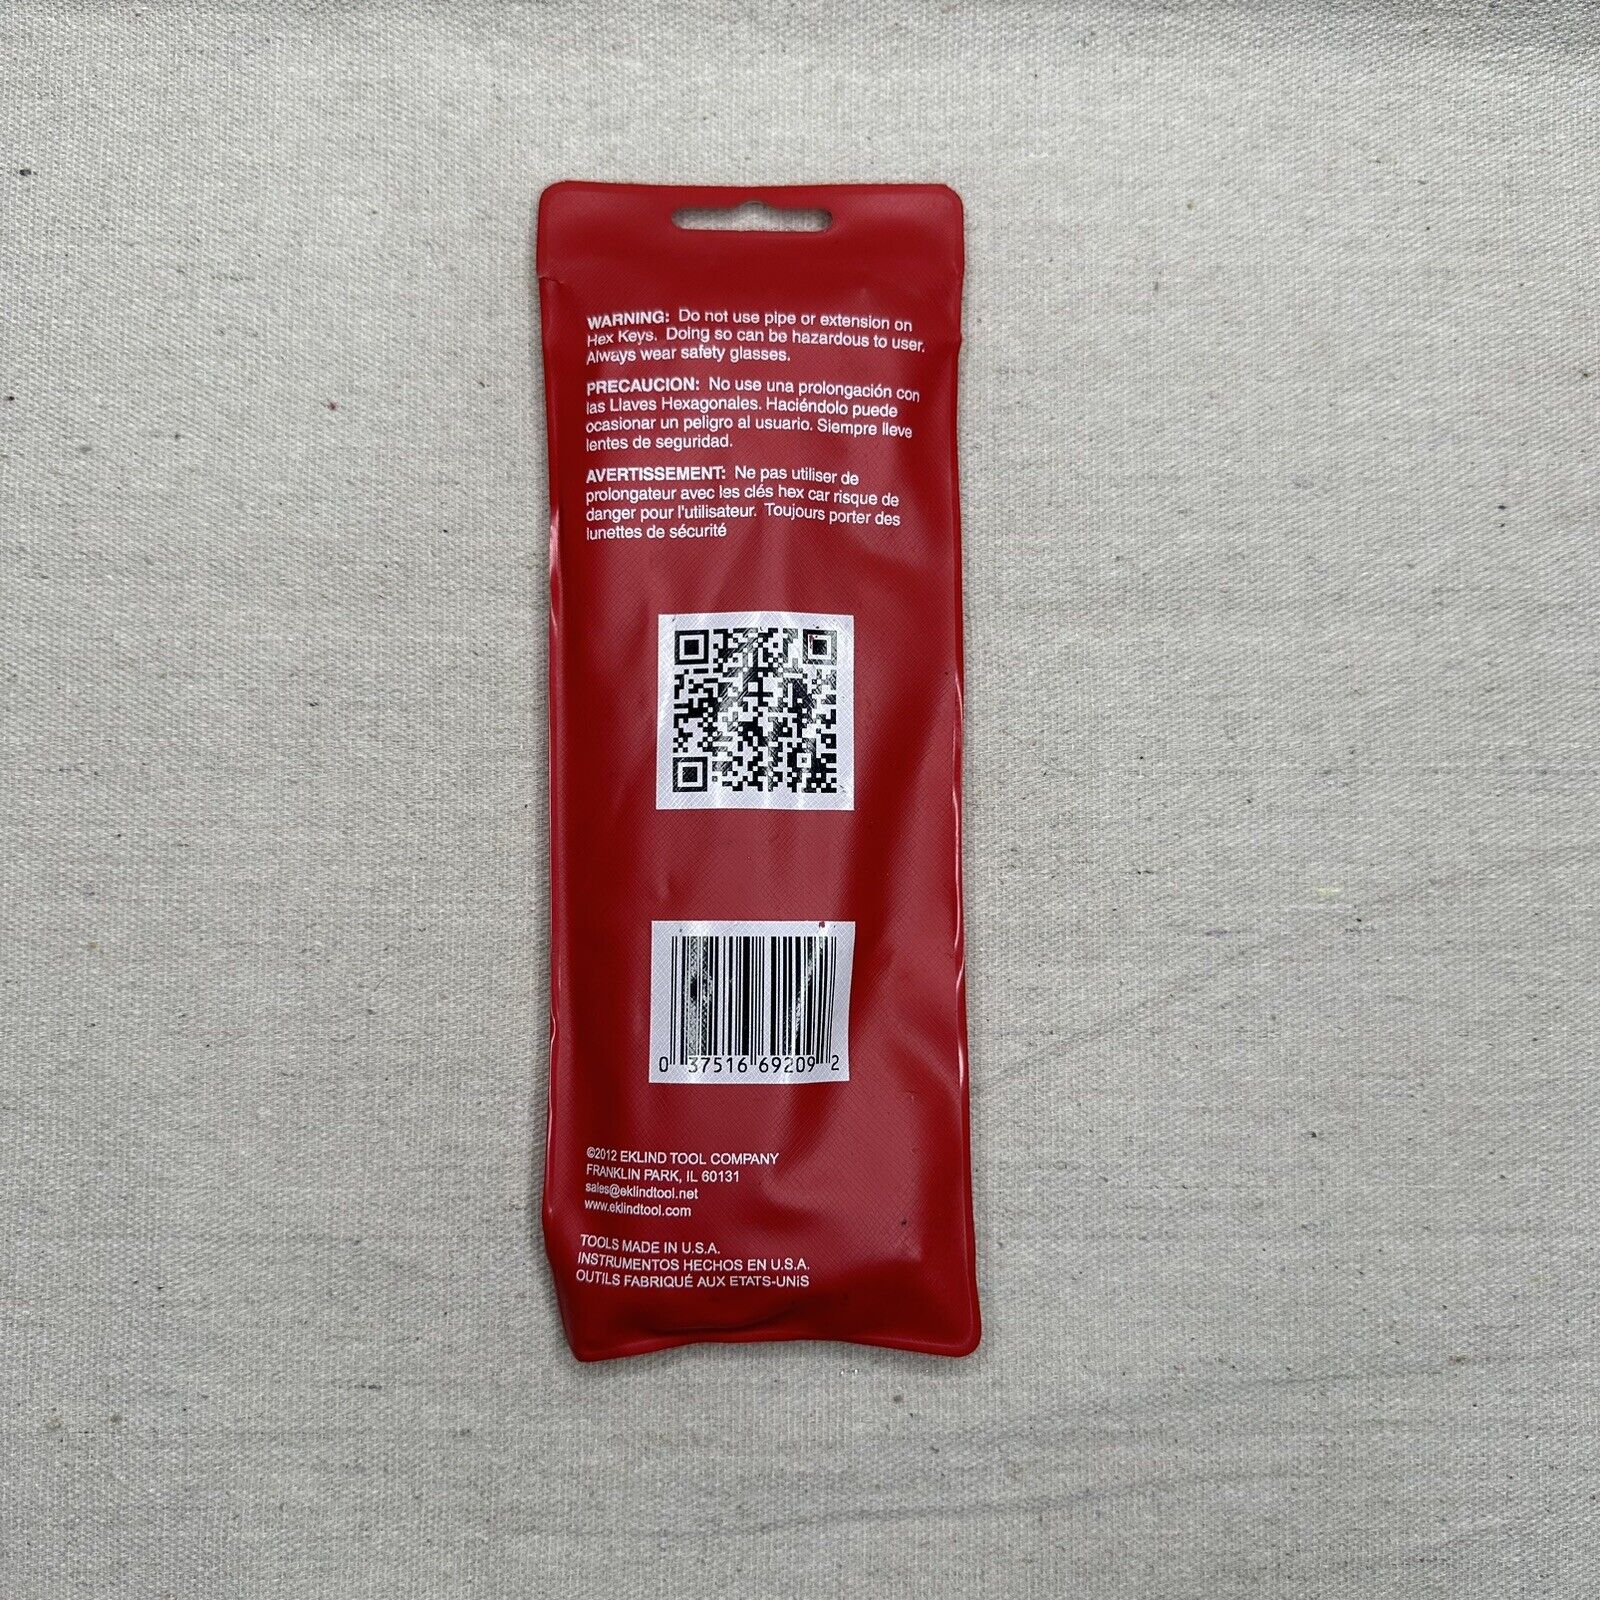 WARNING: Do not use pipe or extension on
Hex Keys. Doing so can be hazardous to user.
Always wear safety glasses.
PRECAUCION: No use una prolongación con
las Llaves Hexagonales. Haciéndolo puede
ocasionar un peligro al usuario. Siempre lleve
lentes de seguridad.
AVERTISSEMENT: Ne pas utiliser de
prolongateur avec les clés hex car risque de
danger pour l'utilisateur. Toujours porter des
lunettes de sécurité
0 37516 69209 2
©2012 EKLIND TOOL COMPANY
FRANKLIN PARK, IL 60131
sales@eklindtool.net
www.eklindtool.com
TOOLS MADE IN U.S.A.
INSTRUMENTOS HECHOS EN U.S.A.
OUTILS FABRIQUÉ AUX ETATS-UNiS